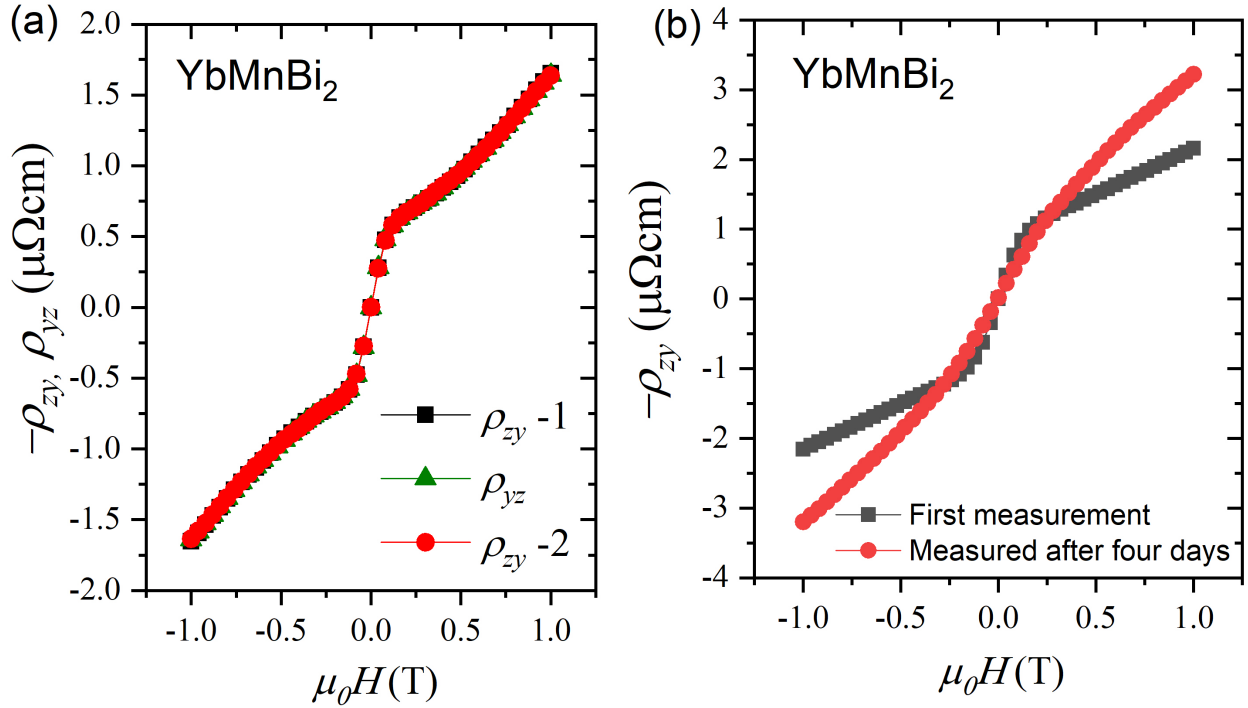 (a)
YbMnBi₂
−ρzy, ρyz (μΩcm)
2.0
1.5
1.0
0.5
0.0
-0.5
-1.0
-1.5
-2.0
ρzy -1
ρyz
ρzy -2
-1.0 -0.5 0.0 0.5 1.0
μ₀H (T)
(b)
YbMnBi₂
−ρzy (μΩcm)
4
3
2
1
0
-1
-2
-3
-4
First measurement
Measured after four days
-1.0 -0.5 0.0 0.5 1.0
μ₀H (T)